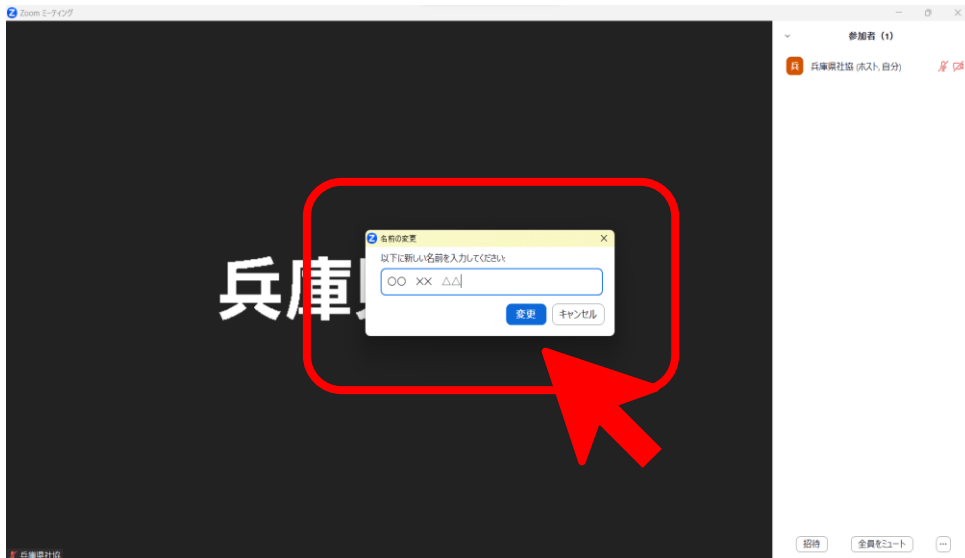 Zoom ミーティング
参加者 (1)
兵 兵庫県社協 (ホスト, 自分)
名前の変更
以下に新しい名前を入力してください:
○○ ×× △△
変更 キャンセル
兵庫
兵庫県社協
招待 全員をミュート ...